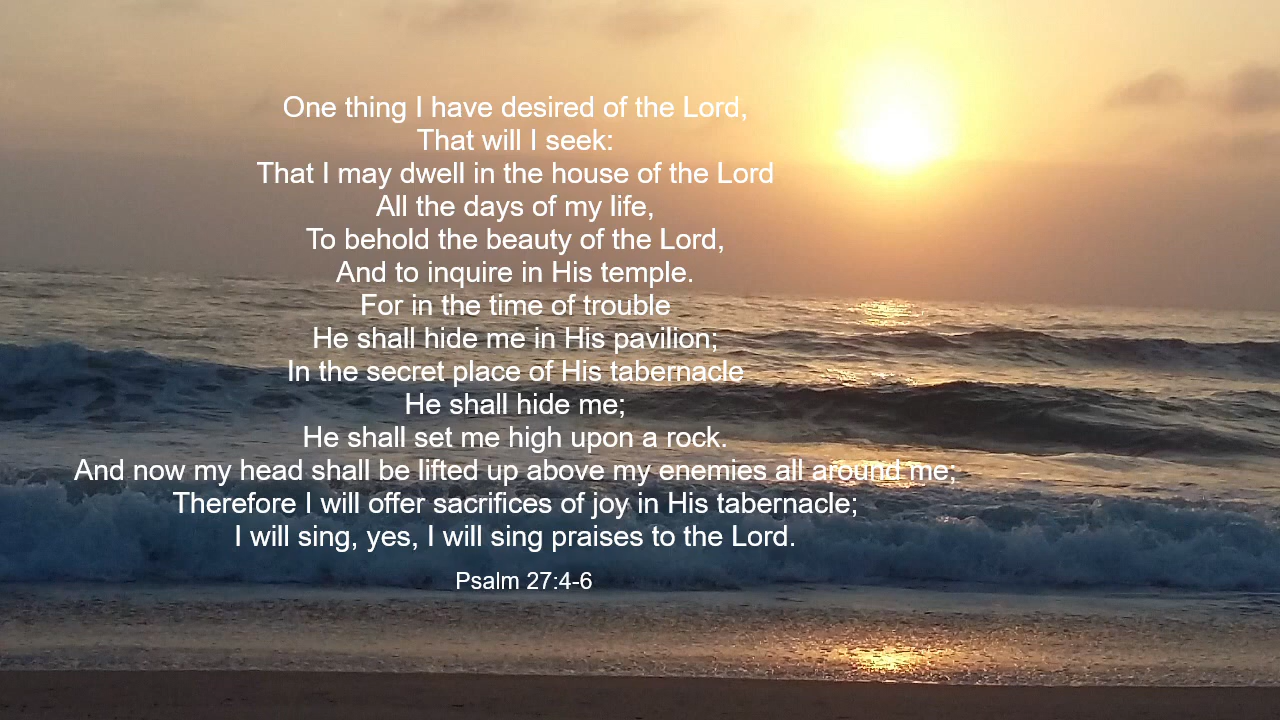 One thing I have desired of the Lord,
That will I seek:
That I may dwell in the house of the Lord
All the days of my life,
To behold the beauty of the Lord,
And to inquire in His temple.
For in the time of trouble
He shall hide me in His pavilion;
In the secret place of His tabernacle
He shall hide me;
He shall set me high upon a rock.
And now my head shall be lifted up above my enemies all around me;
Therefore I will offer sacrifices of joy in His tabernacle;
I will sing, yes, I will sing praises to the Lord.
Psalm 27:4-6